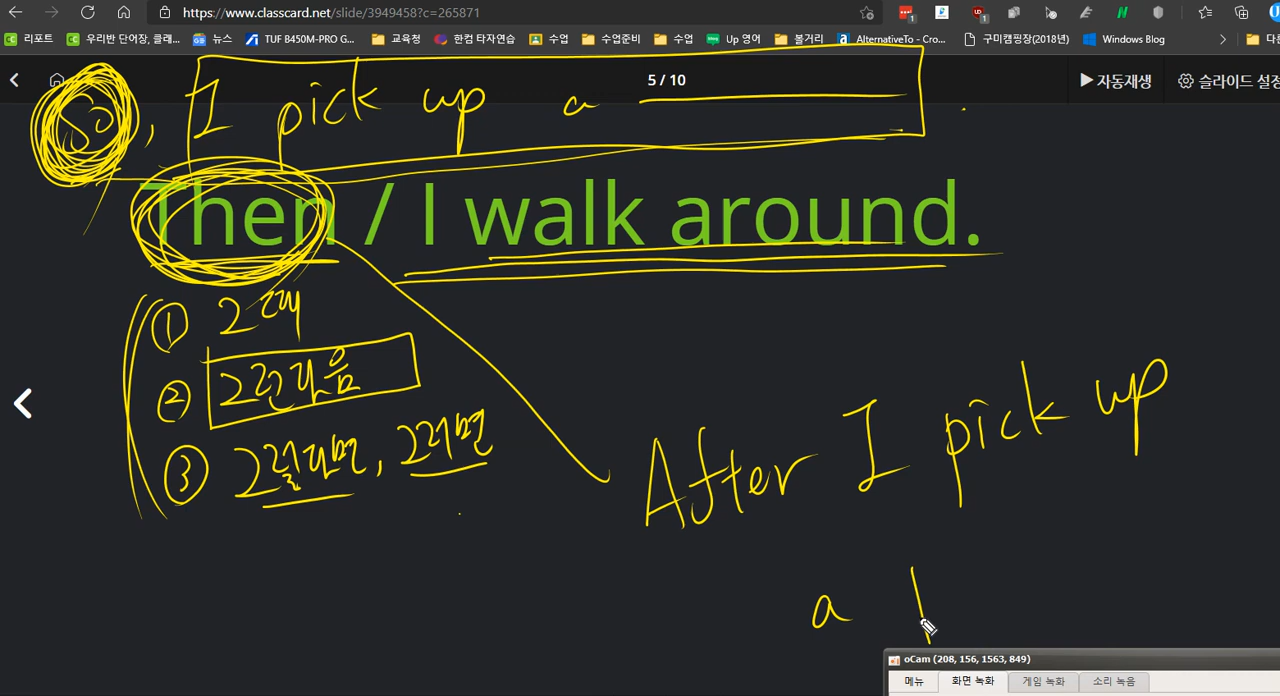 https://www.classcard.net/slide/3949458?c=265871
리포트 우리반 단어장, 클래... 뉴스 TUF B450M-PRO G... 교육청 한컴 타자연습 수업 수업준비 수업 Up 영어 볼거리 AlternativeTo - Cro... 구미캠핑장(2018년) Windows Blog 다른
5 / 10 자동재생 슬라이드 설정
So, I pick up a
Then / I walk around.
① 그때
② 그런다음
③ 그렇다면, 그러면
After I pick up
a
oCam (208, 156, 1563, 849)
메뉴 화면 녹화 게임 녹화 소리 녹음